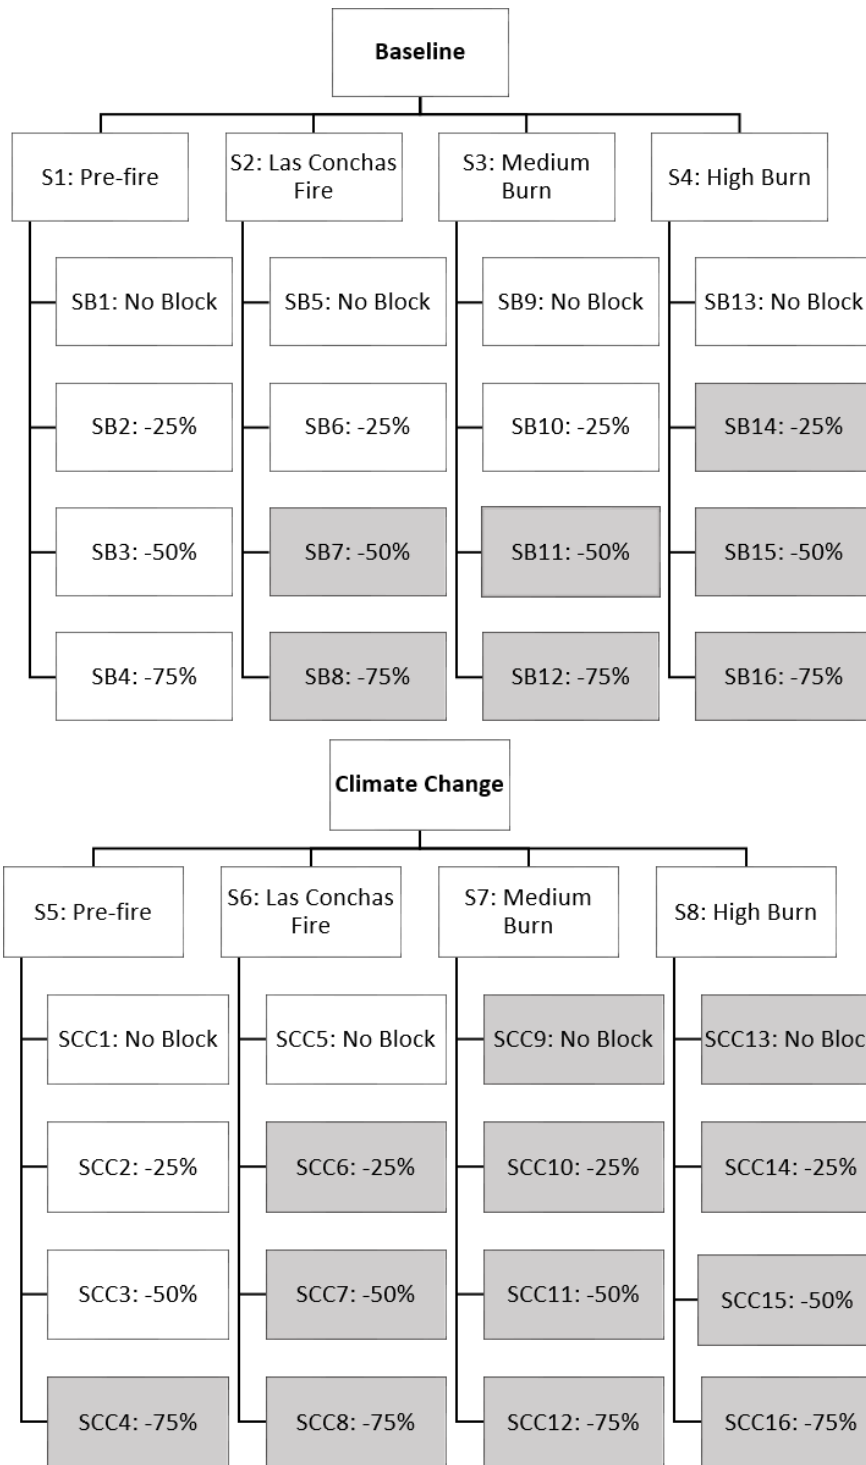 Baseline
S1: Pre-fire
S2: Las Conchas
Fire
S3: Medium
Burn
S4: High Burn
SB1: No Block
SB5: No Block
SB9: No Block
SB13: No Block
SB2: -25%
SB6: -25%
SB10: -25%
SB14: -25%
SB3: -50%
SB7: -50%
SB11: -50%
SB15: -50%
SB4: -75%
SB8: -75%
SB12: -75%
SB16: -75%
Climate Change
S5: Pre-fire
S6: Las Conchas
Fire
S7: Medium
Burn
S8: High Burn
SCC1: No Block
SCC5: No Block
SCC9: No Block
SCC13: No Bloc
SCC2: -25%
SCC6: -25%
SCC10: -25%
SCC14: -25%
SCC3: -50%
SCC7: -50%
SCC11: -50%
SCC15: -50%
SCC4: -75%
SCC8: -75%
SCC12: -75%
SCC16: -75%